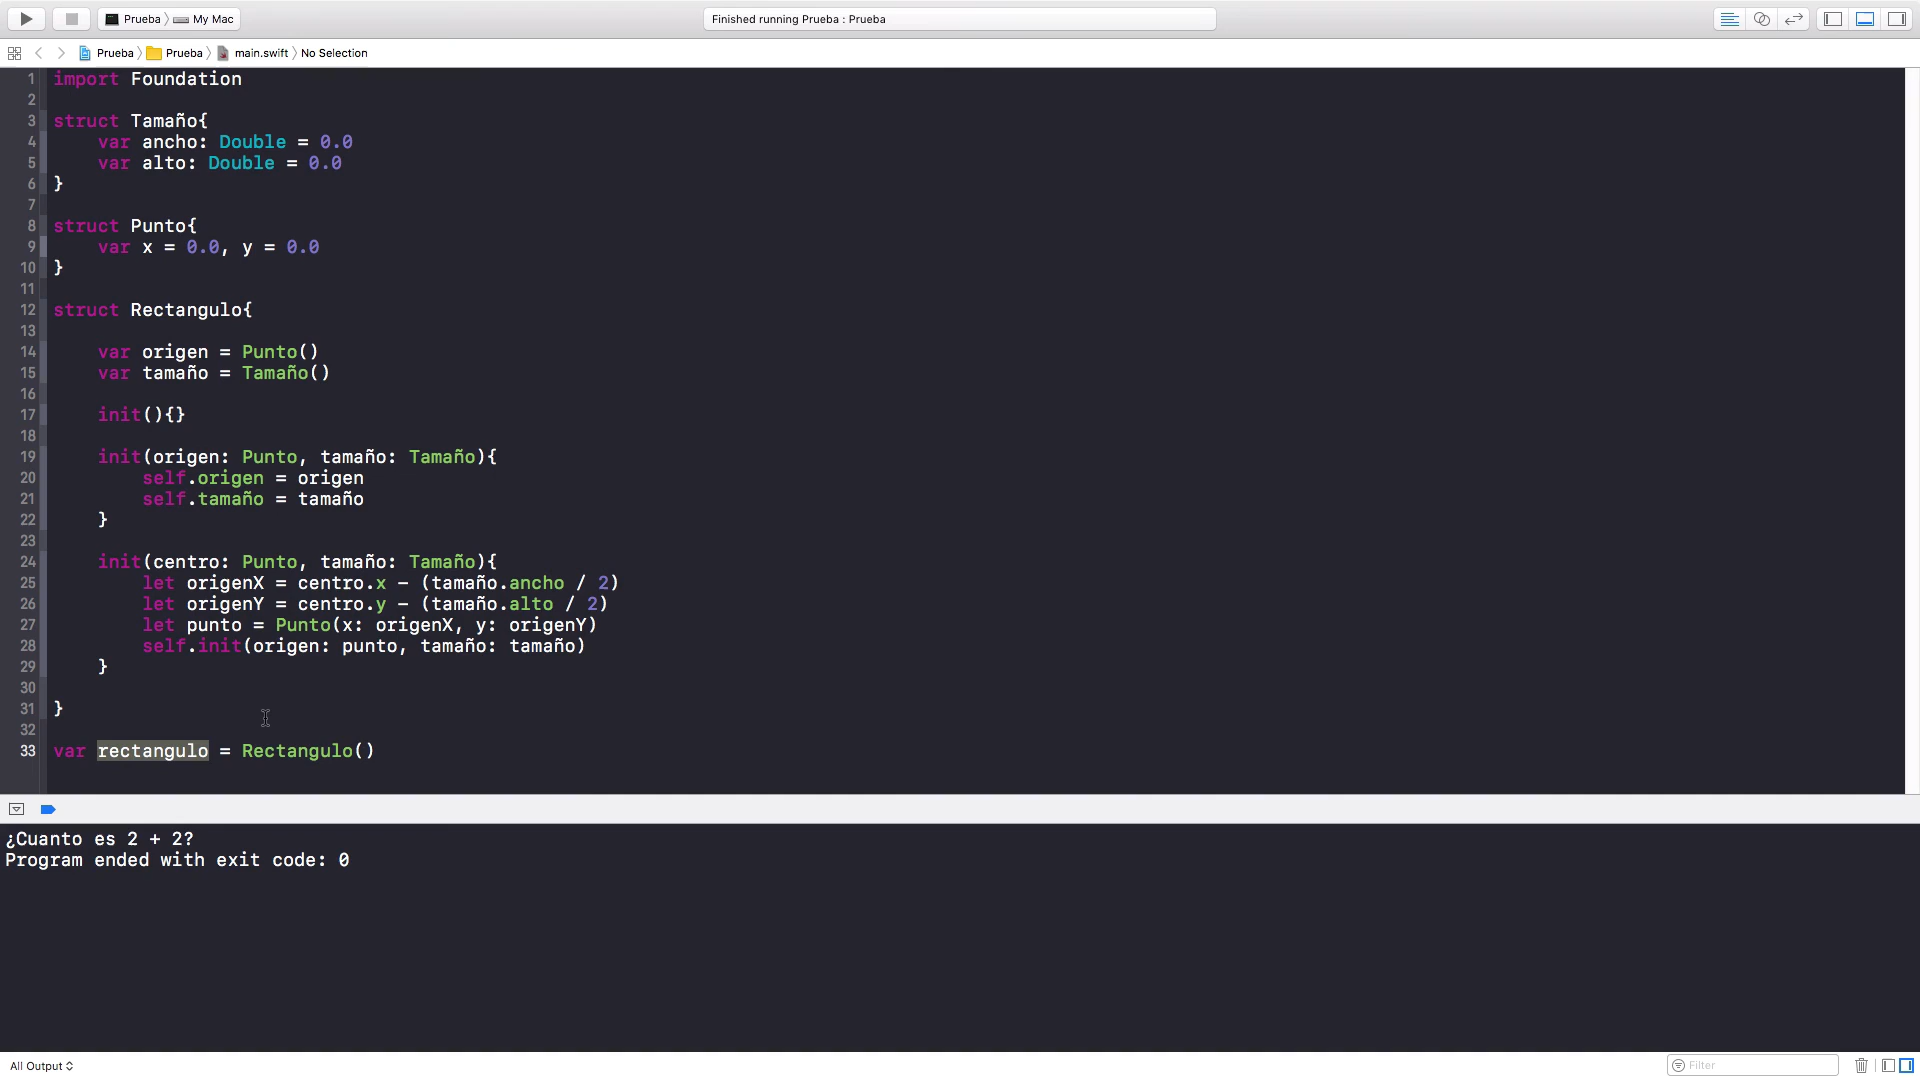 Prueba My Mac
Finished running Prueba : Prueba
Prueba Prueba main.swift No Selection
1 import Foundation
2
3 struct Tamaño{
4 var ancho: Double = 0.0
5 var alto: Double = 0.0
6 }
7
8 struct Punto{
9 var x = 0.0, y = 0.0
10 }
11
12 struct Rectangulo{
13
14 var origen = Punto()
15 var tamaño = Tamaño()
16
17 init(){}
18
19 init(origen: Punto, tamaño: Tamaño){
20 self.origen = origen
21 self.tamaño = tamaño
22 }
23
24 init(centro: Punto, tamaño: Tamaño){
25 let origenX = centro.x - (tamaño.ancho / 2)
26 let origenY = centro.y - (tamaño.alto / 2)
27 let punto = Punto(x: origenX, y: origenY)
28 self.init(origen: punto, tamaño: tamaño)
29 }
30
31 }
32
33 var rectangulo = Rectangulo()
¿Cuanto es 2 + 2?
Program ended with exit code: 0
All Output
Filter